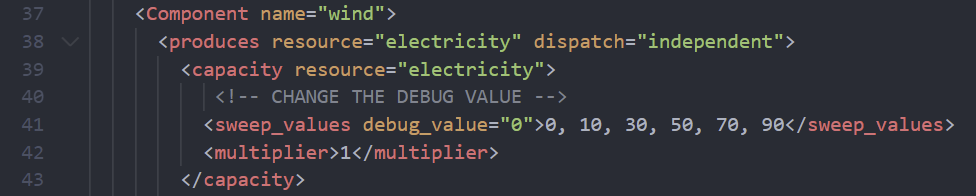 37 <Component name="wind">
38 <produces resource="electricity" dispatch="independent">
39 <capacity resource="electricity">
40 <!-- CHANGE THE DEBUG VALUE -->
41 <sweep_values debug_value="0">0, 10, 30, 50, 70, 90</sweep_values>
42 <multiplier>1</multiplier>
43 </capacity>